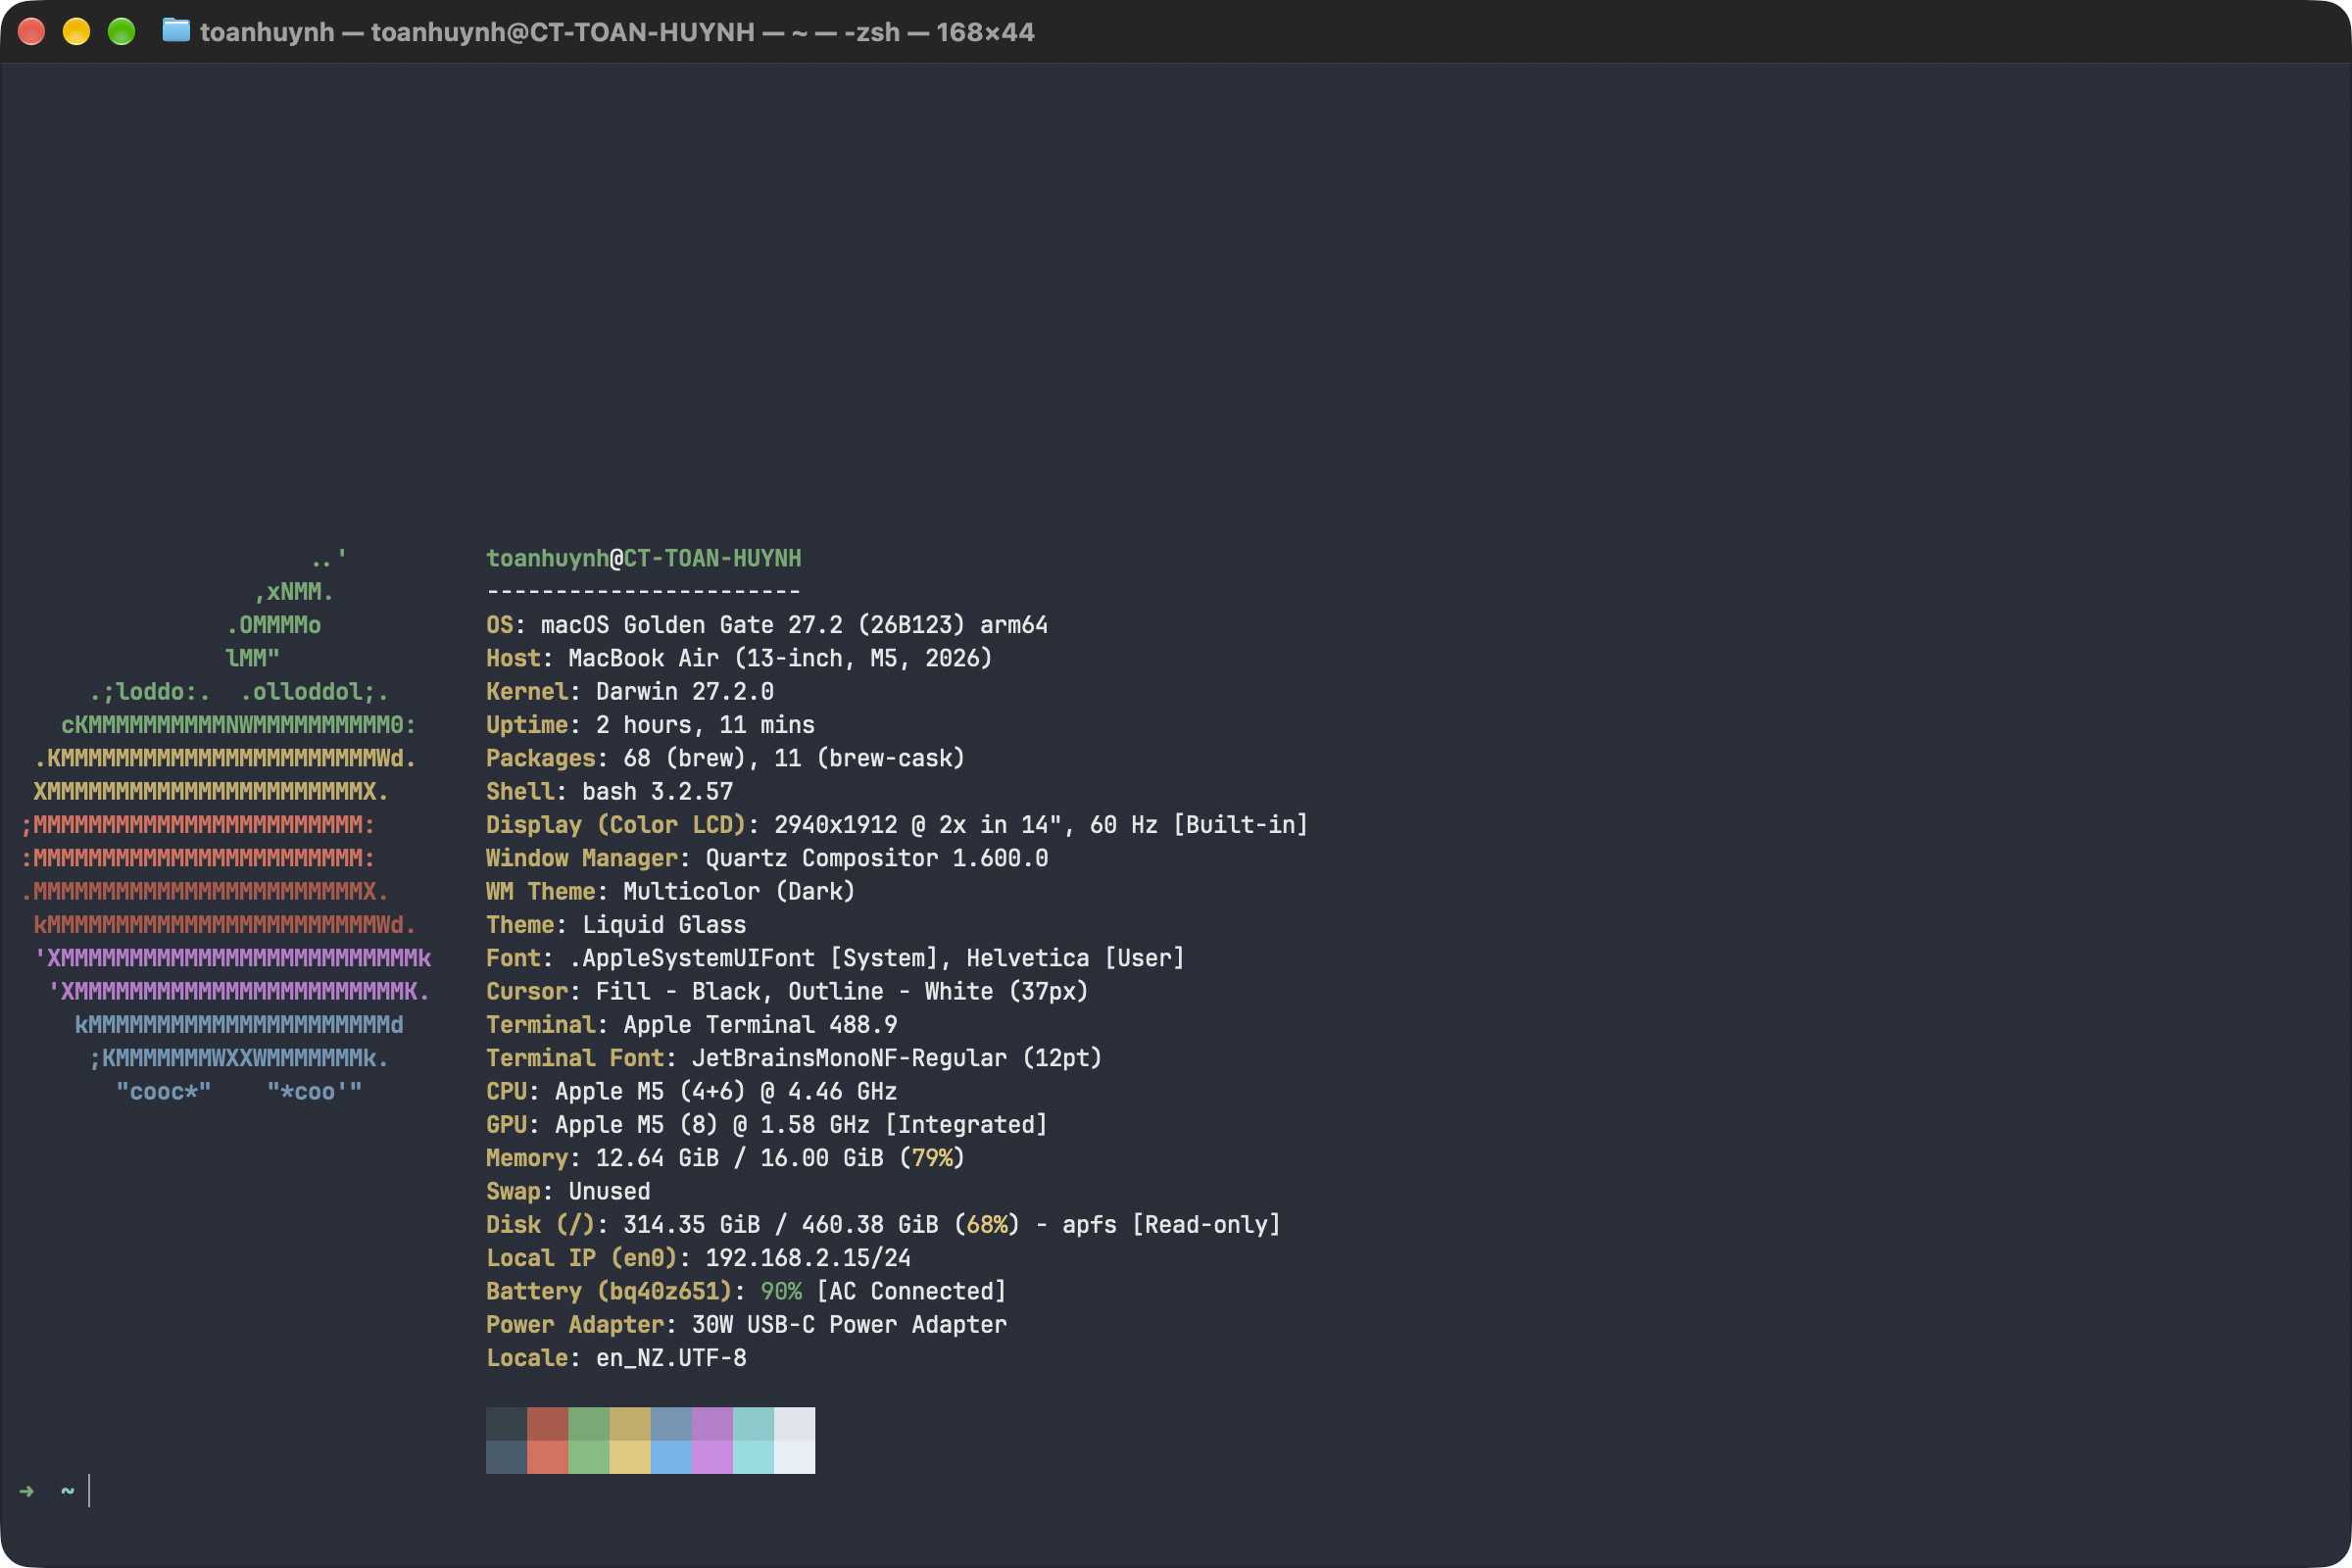 toanhuynh — toanhuynh@CT-TOAN-HUYNH — ~ — -zsh — 168×44
..'
,xNMM.
.OMMMMo
lMM"
.;loddo:.  .olloddol;.
cKMMMMMMMMMMNWMMMMMMMMMM0:
.KMMMMMMMMMMMMMMMMMMMMMMMWd.
XMMMMMMMMMMMMMMMMMMMMMMMX.
;MMMMMMMMMMMMMMMMMMMMMMMM:
:MMMMMMMMMMMMMMMMMMMMMMMM:
.MMMMMMMMMMMMMMMMMMMMMMMMX.
kMMMMMMMMMMMMMMMMMMMMMMMMWd.
'XMMMMMMMMMMMMMMMMMMMMMMMMMMk
'XMMMMMMMMMMMMMMMMMMMMMMMMK.
kMMMMMMMMMMMMMMMMMMMMMMd
;KMMMMMMMWXXWMMMMMMMk.
"cooc*"    "*coo'"
toanhuynh@CT-TOAN-HUYNH
-----------------------
OS: macOS Golden Gate 27.2 (26B123) arm64
Host: MacBook Air (13-inch, M5, 2026)
Kernel: Darwin 27.2.0
Uptime: 2 hours, 11 mins
Packages: 68 (brew), 11 (brew-cask)
Shell: bash 3.2.57
Display (Color LCD): 2940x1912 @ 2x in 14", 60 Hz [Built-in]
Window Manager: Quartz Compositor 1.600.0
WM Theme: Multicolor (Dark)
Theme: Liquid Glass
Font: .AppleSystemUIFont [System], Helvetica [User]
Cursor: Fill - Black, Outline - White (37px)
Terminal: Apple Terminal 488.9
Terminal Font: JetBrainsMonoNF-Regular (12pt)
CPU: Apple M5 (4+6) @ 4.46 GHz
GPU: Apple M5 (8) @ 1.58 GHz [Integrated]
Memory: 12.64 GiB / 16.00 GiB (79%)
Swap: Unused
Disk (/): 314.35 GiB / 460.38 GiB (68%) - apfs [Read-only]
Local IP (en0): 192.168.2.15/24
Battery (bq40z651): 90% [AC Connected]
Power Adapter: 30W USB-C Power Adapter
Locale: en_NZ.UTF-8
➜  ~